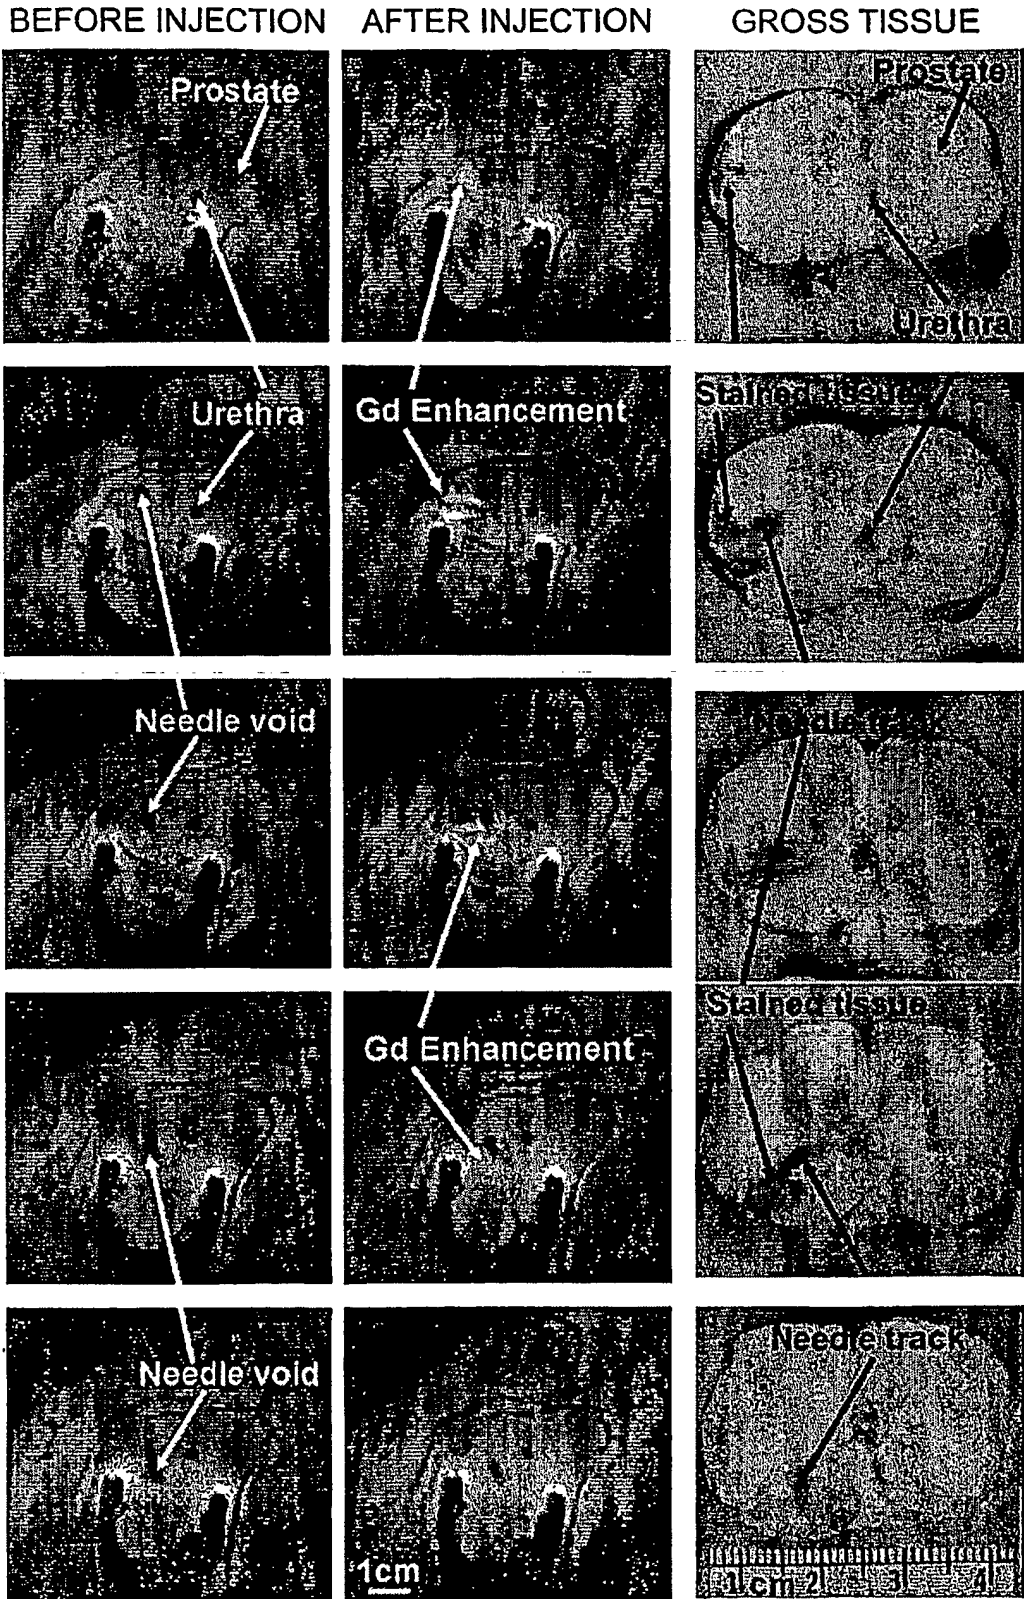 BEFORE INJECTION
AFTER INJECTION
GROSS TISSUE
Prostate
Prostate
Urethra
Urethra
Gd Enhancement
Stained tissue
Needle void
Needle track
Gd Enhancement
Stained tissue
Needle void
Needle track
1cm
1 cm 2 3 4